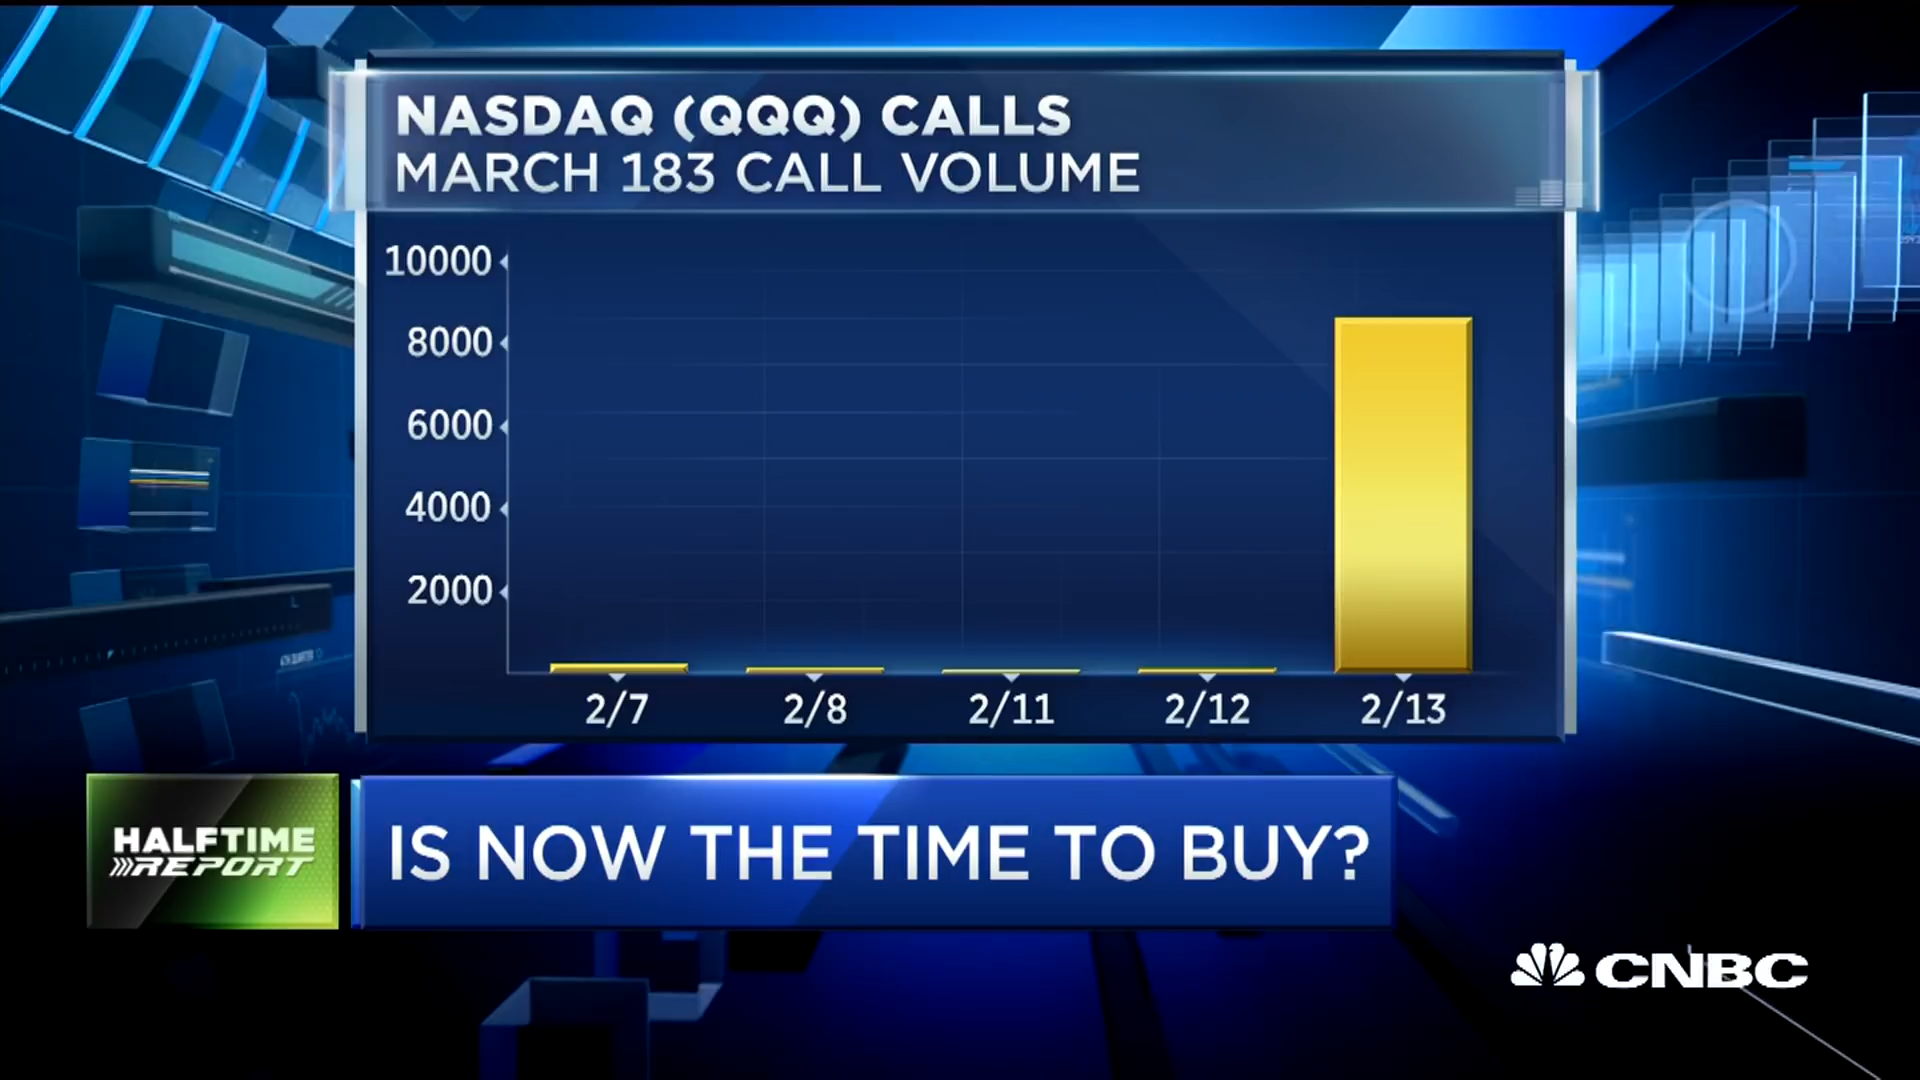 NASDAQ (QQQ) CALLS
MARCH 183 CALL VOLUME
10000
8000
6000
4000
2000
2/7 2/8 2/11 2/12 2/13
HALFTIME
REPORT
IS NOW THE TIME TO BUY?
CNBC